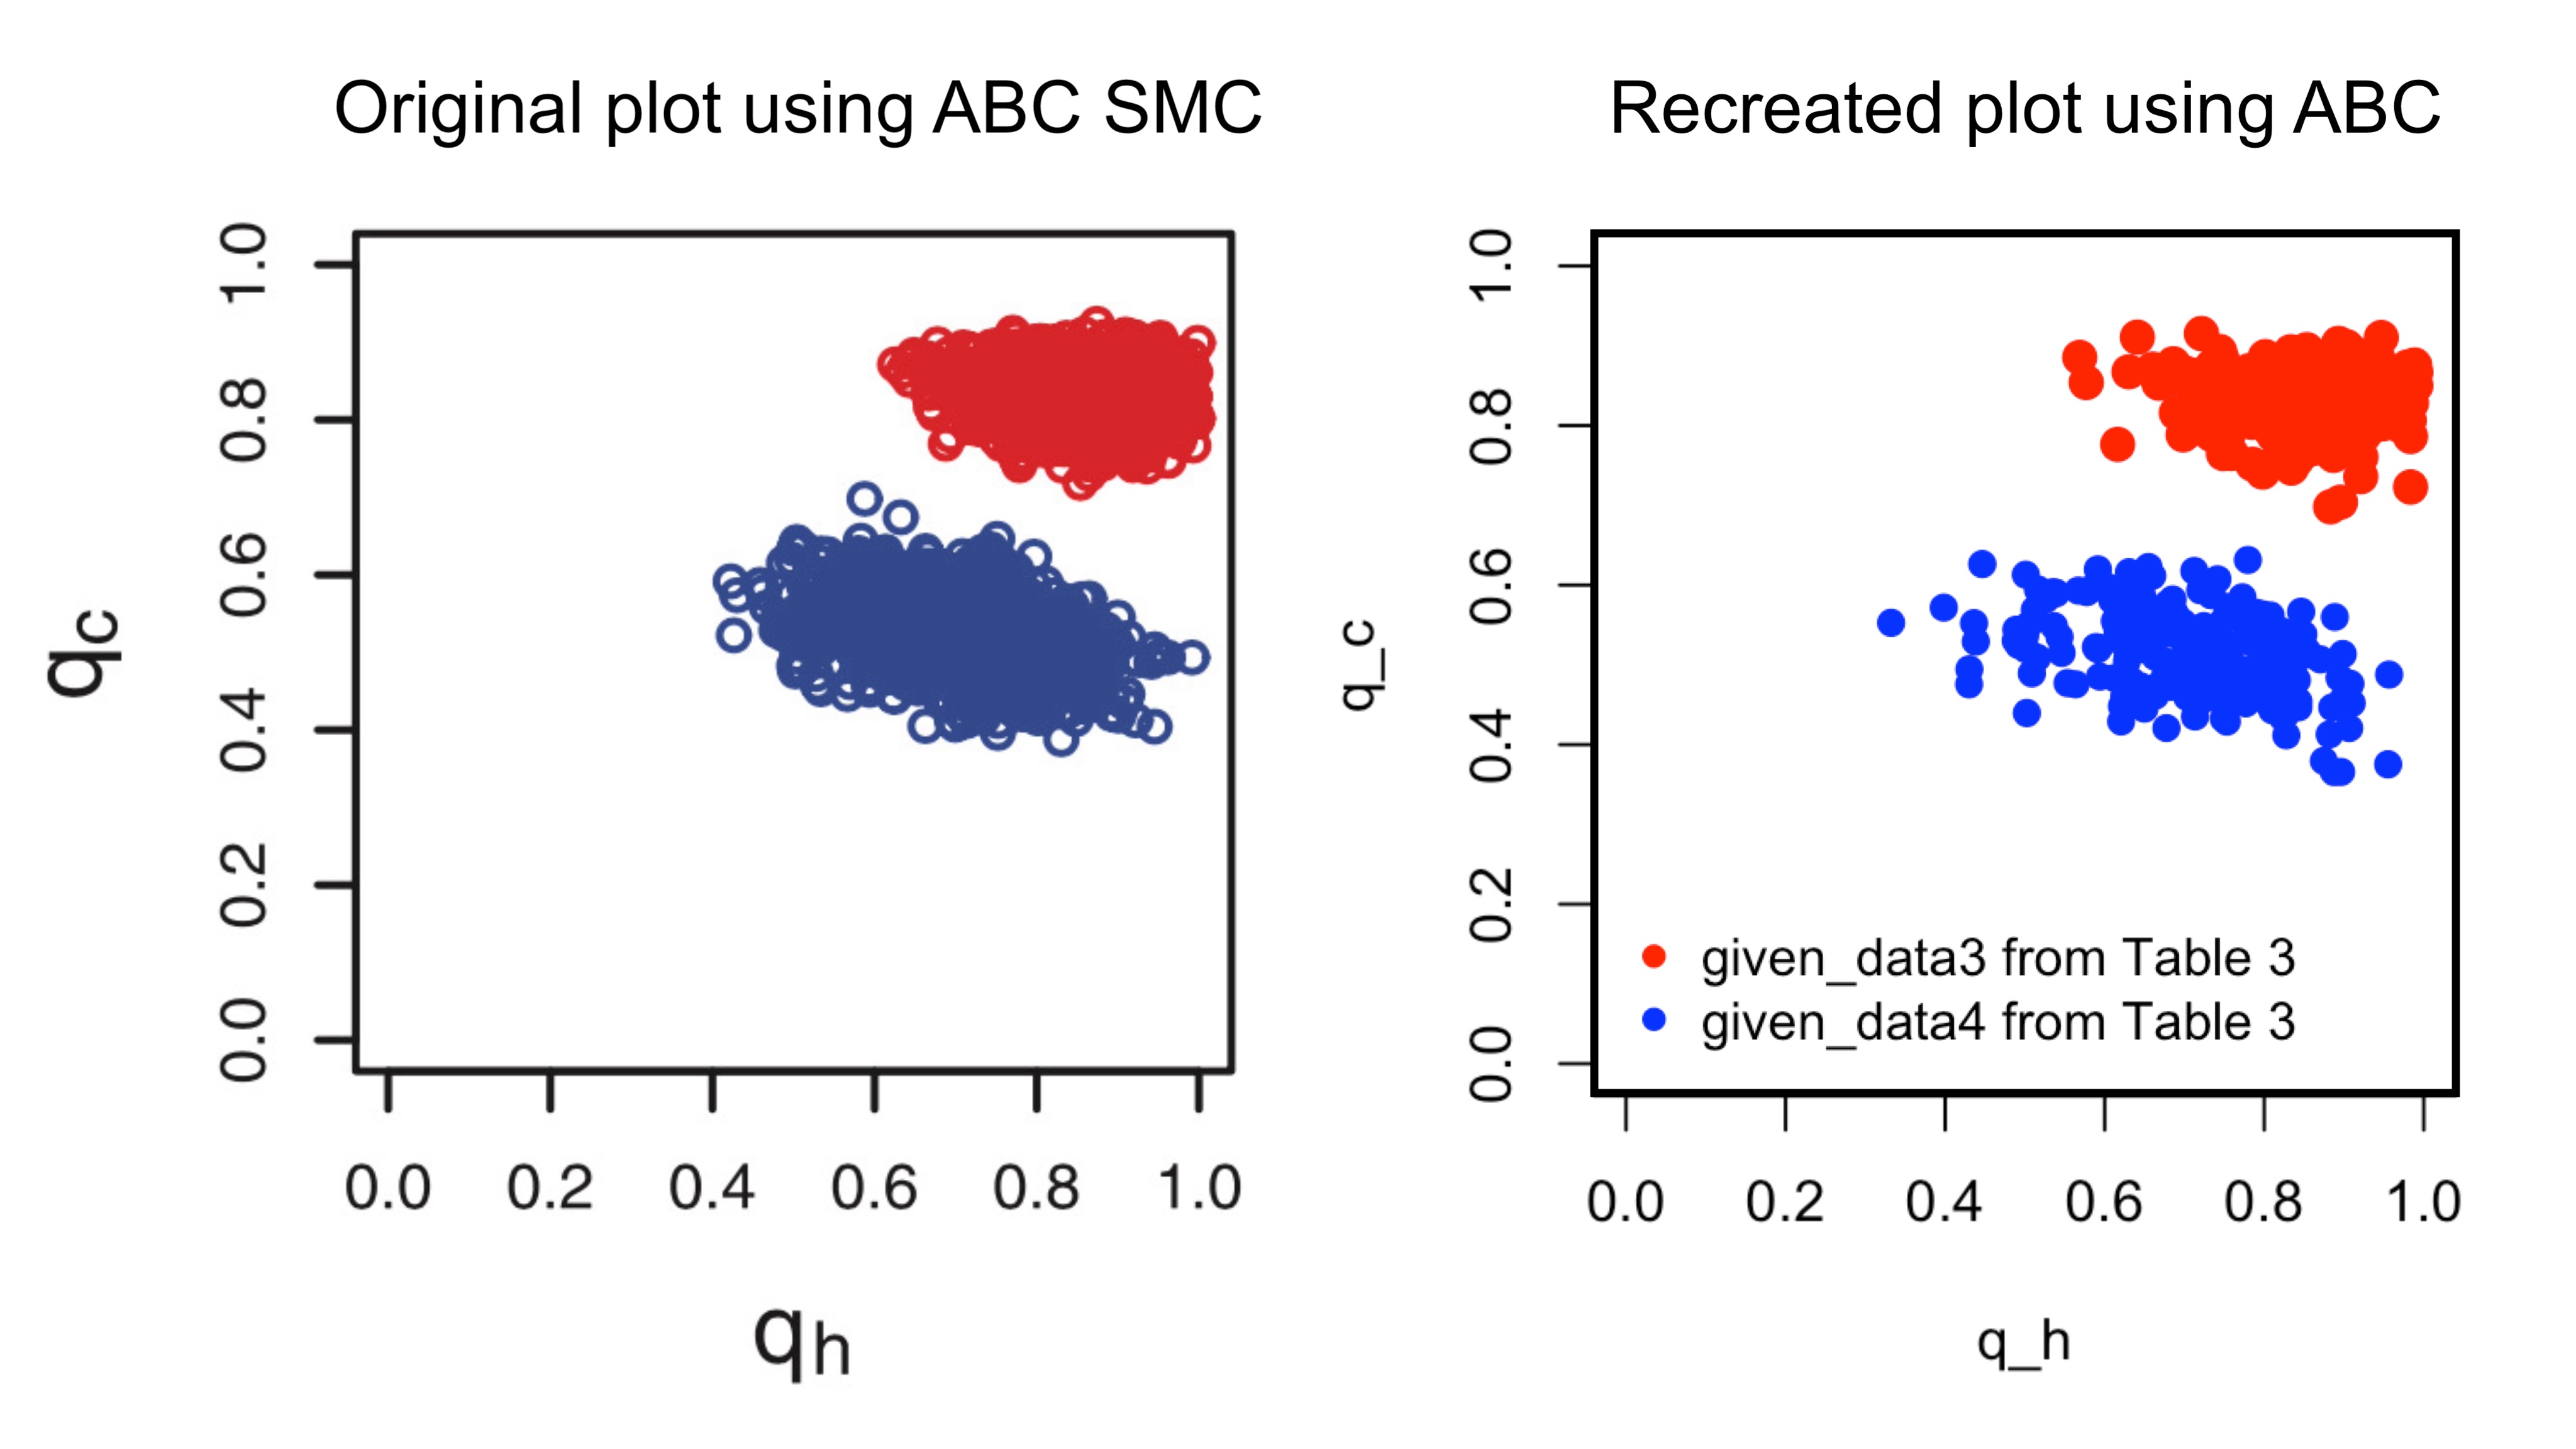 Original plot using ABC SMC
qc
1.0
0.8
0.6
0.4
0.2
0.0
0.0 0.2 0.4 0.6 0.8 1.0
qh
Recreated plot using ABC
q_c
1.0
0.8
0.6
0.4
0.2
0.0
given_data3 from Table 3
given_data4 from Table 3
0.0 0.2 0.4 0.6 0.8 1.0
q_h